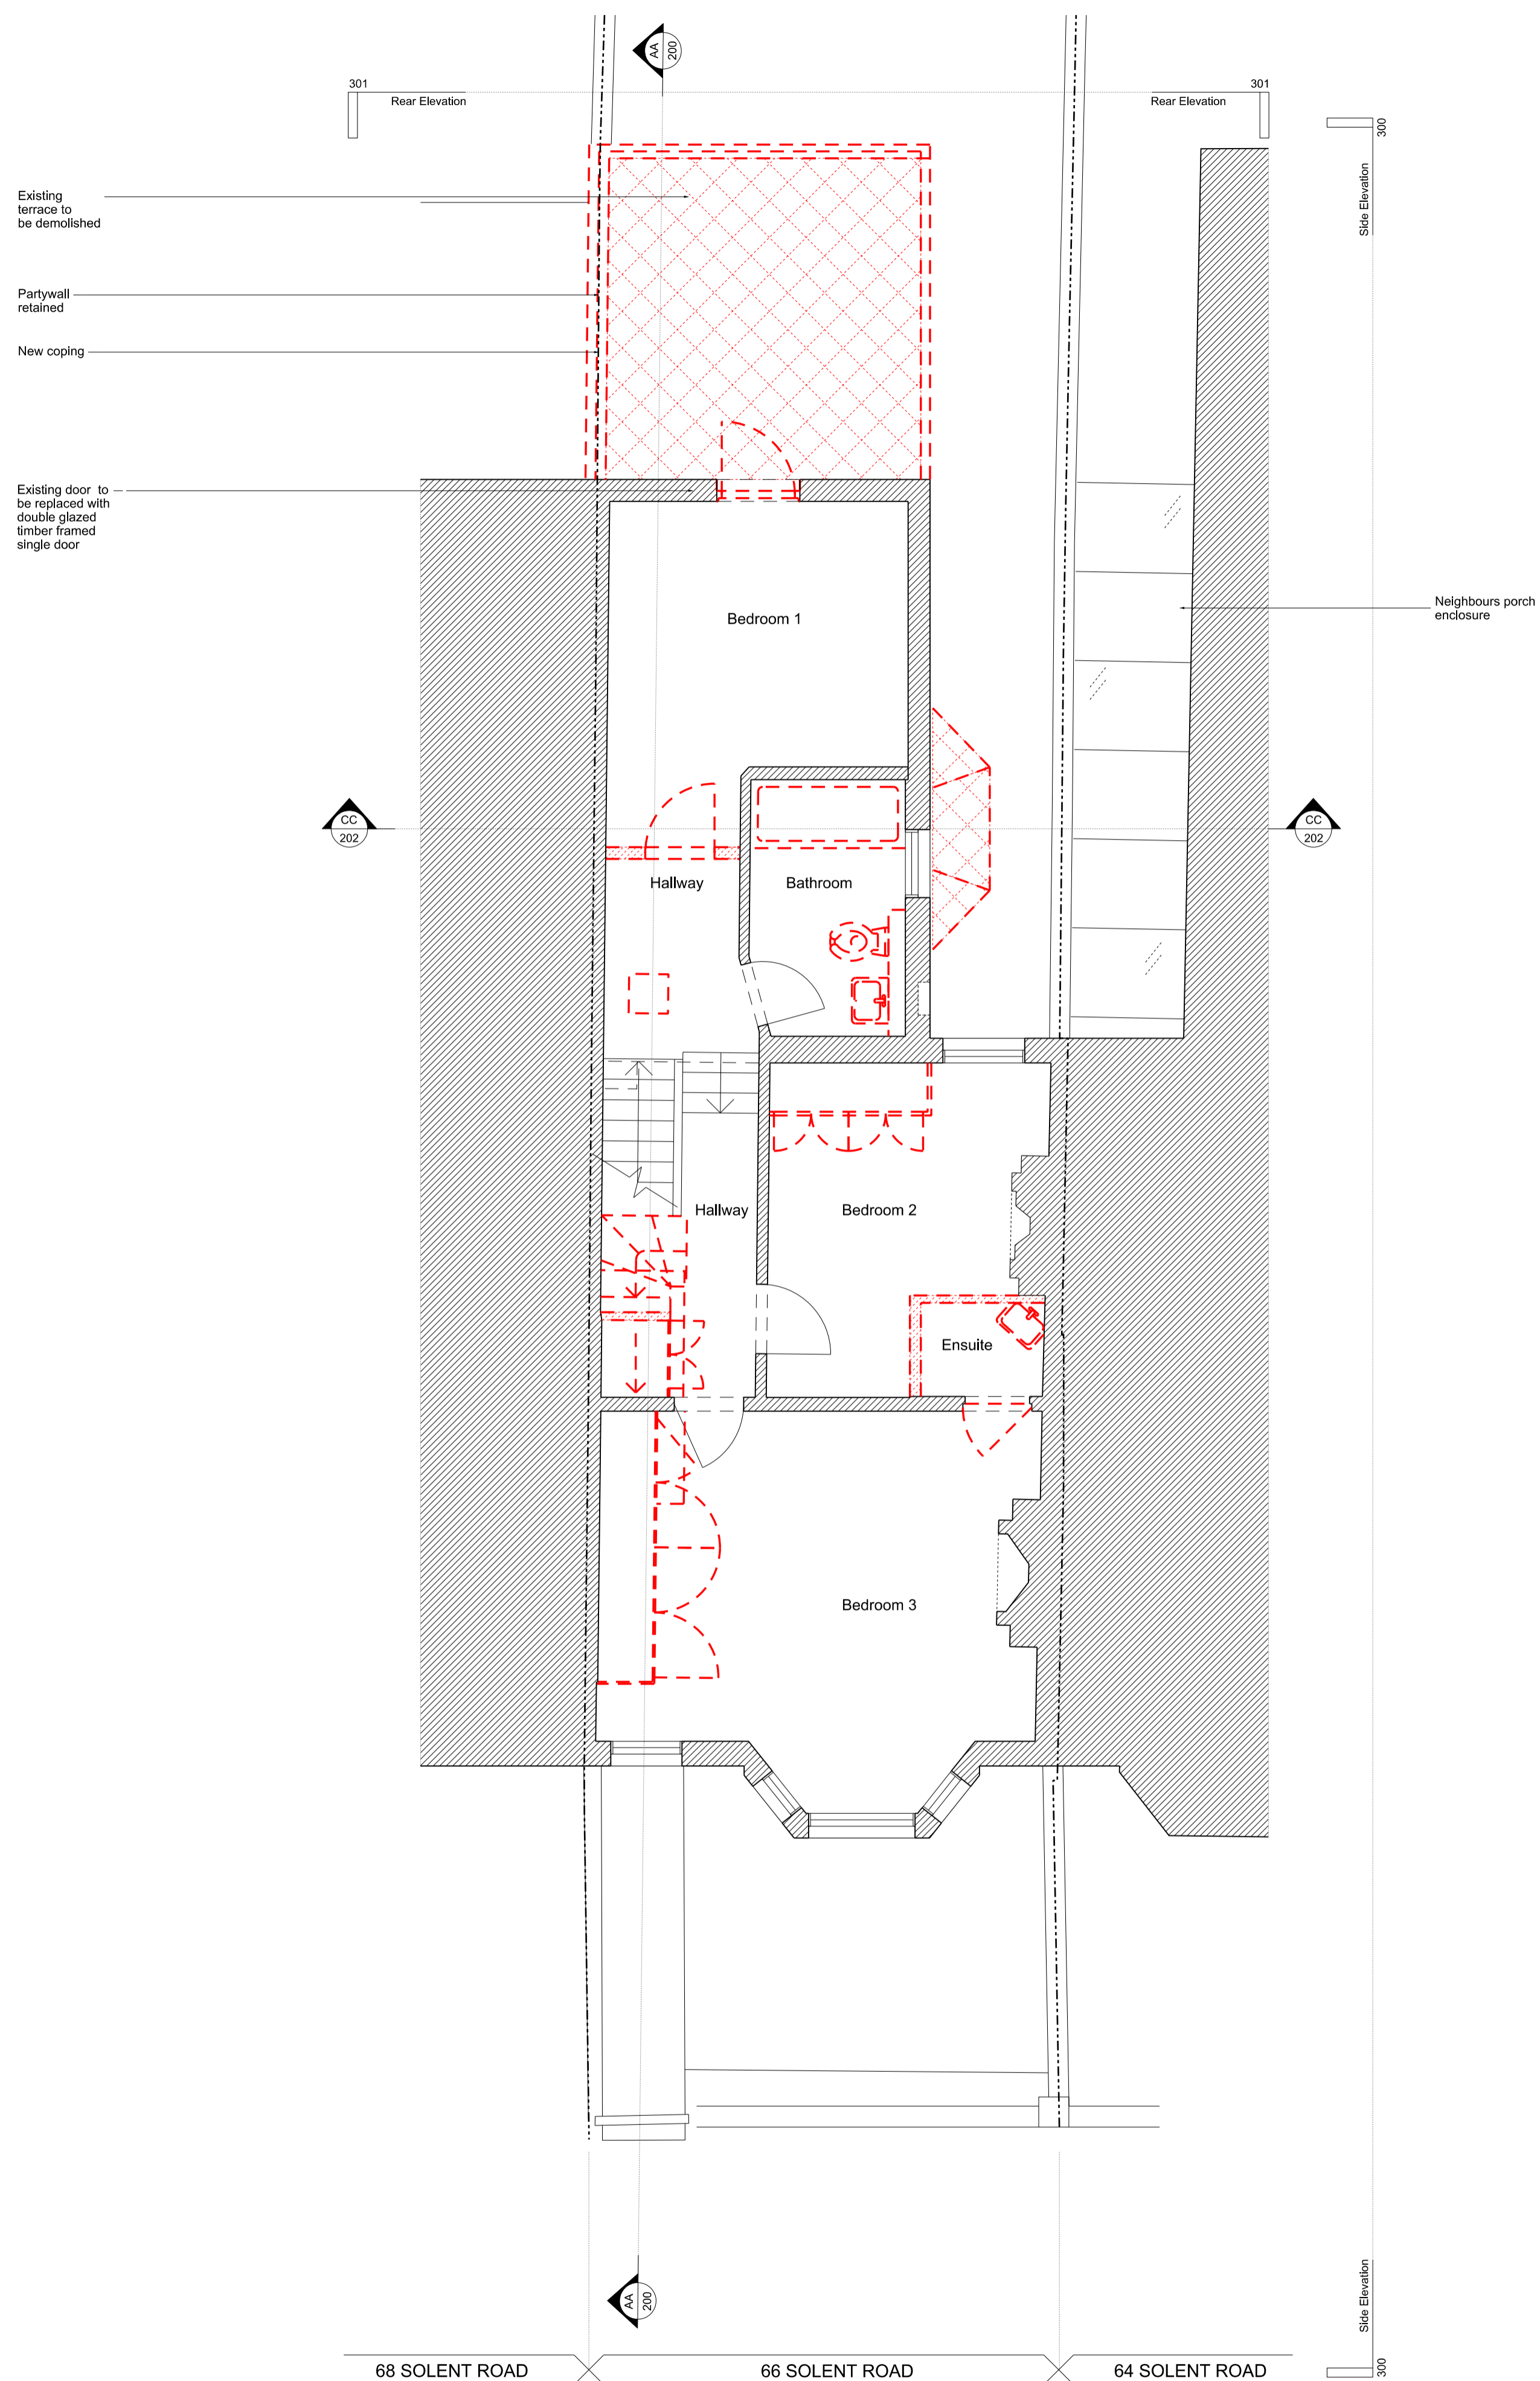 AA
200
301
301
Rear Elevation
Rear Elevation
300
Side Elevation
Existing
terrace to
be demolished
Partywall
retained
New coping
Existing door to
be replaced with
double glazed
timber framed
single door
Neighbours porch
enclosure
Bedroom 1
CC
202
CC
202
Hallway
Bathroom
Hallway
Bedroom 2
Ensuite
Bedroom 3
AA
200
Side Elevation
300
68 SOLENT ROAD
66 SOLENT ROAD
64 SOLENT ROAD